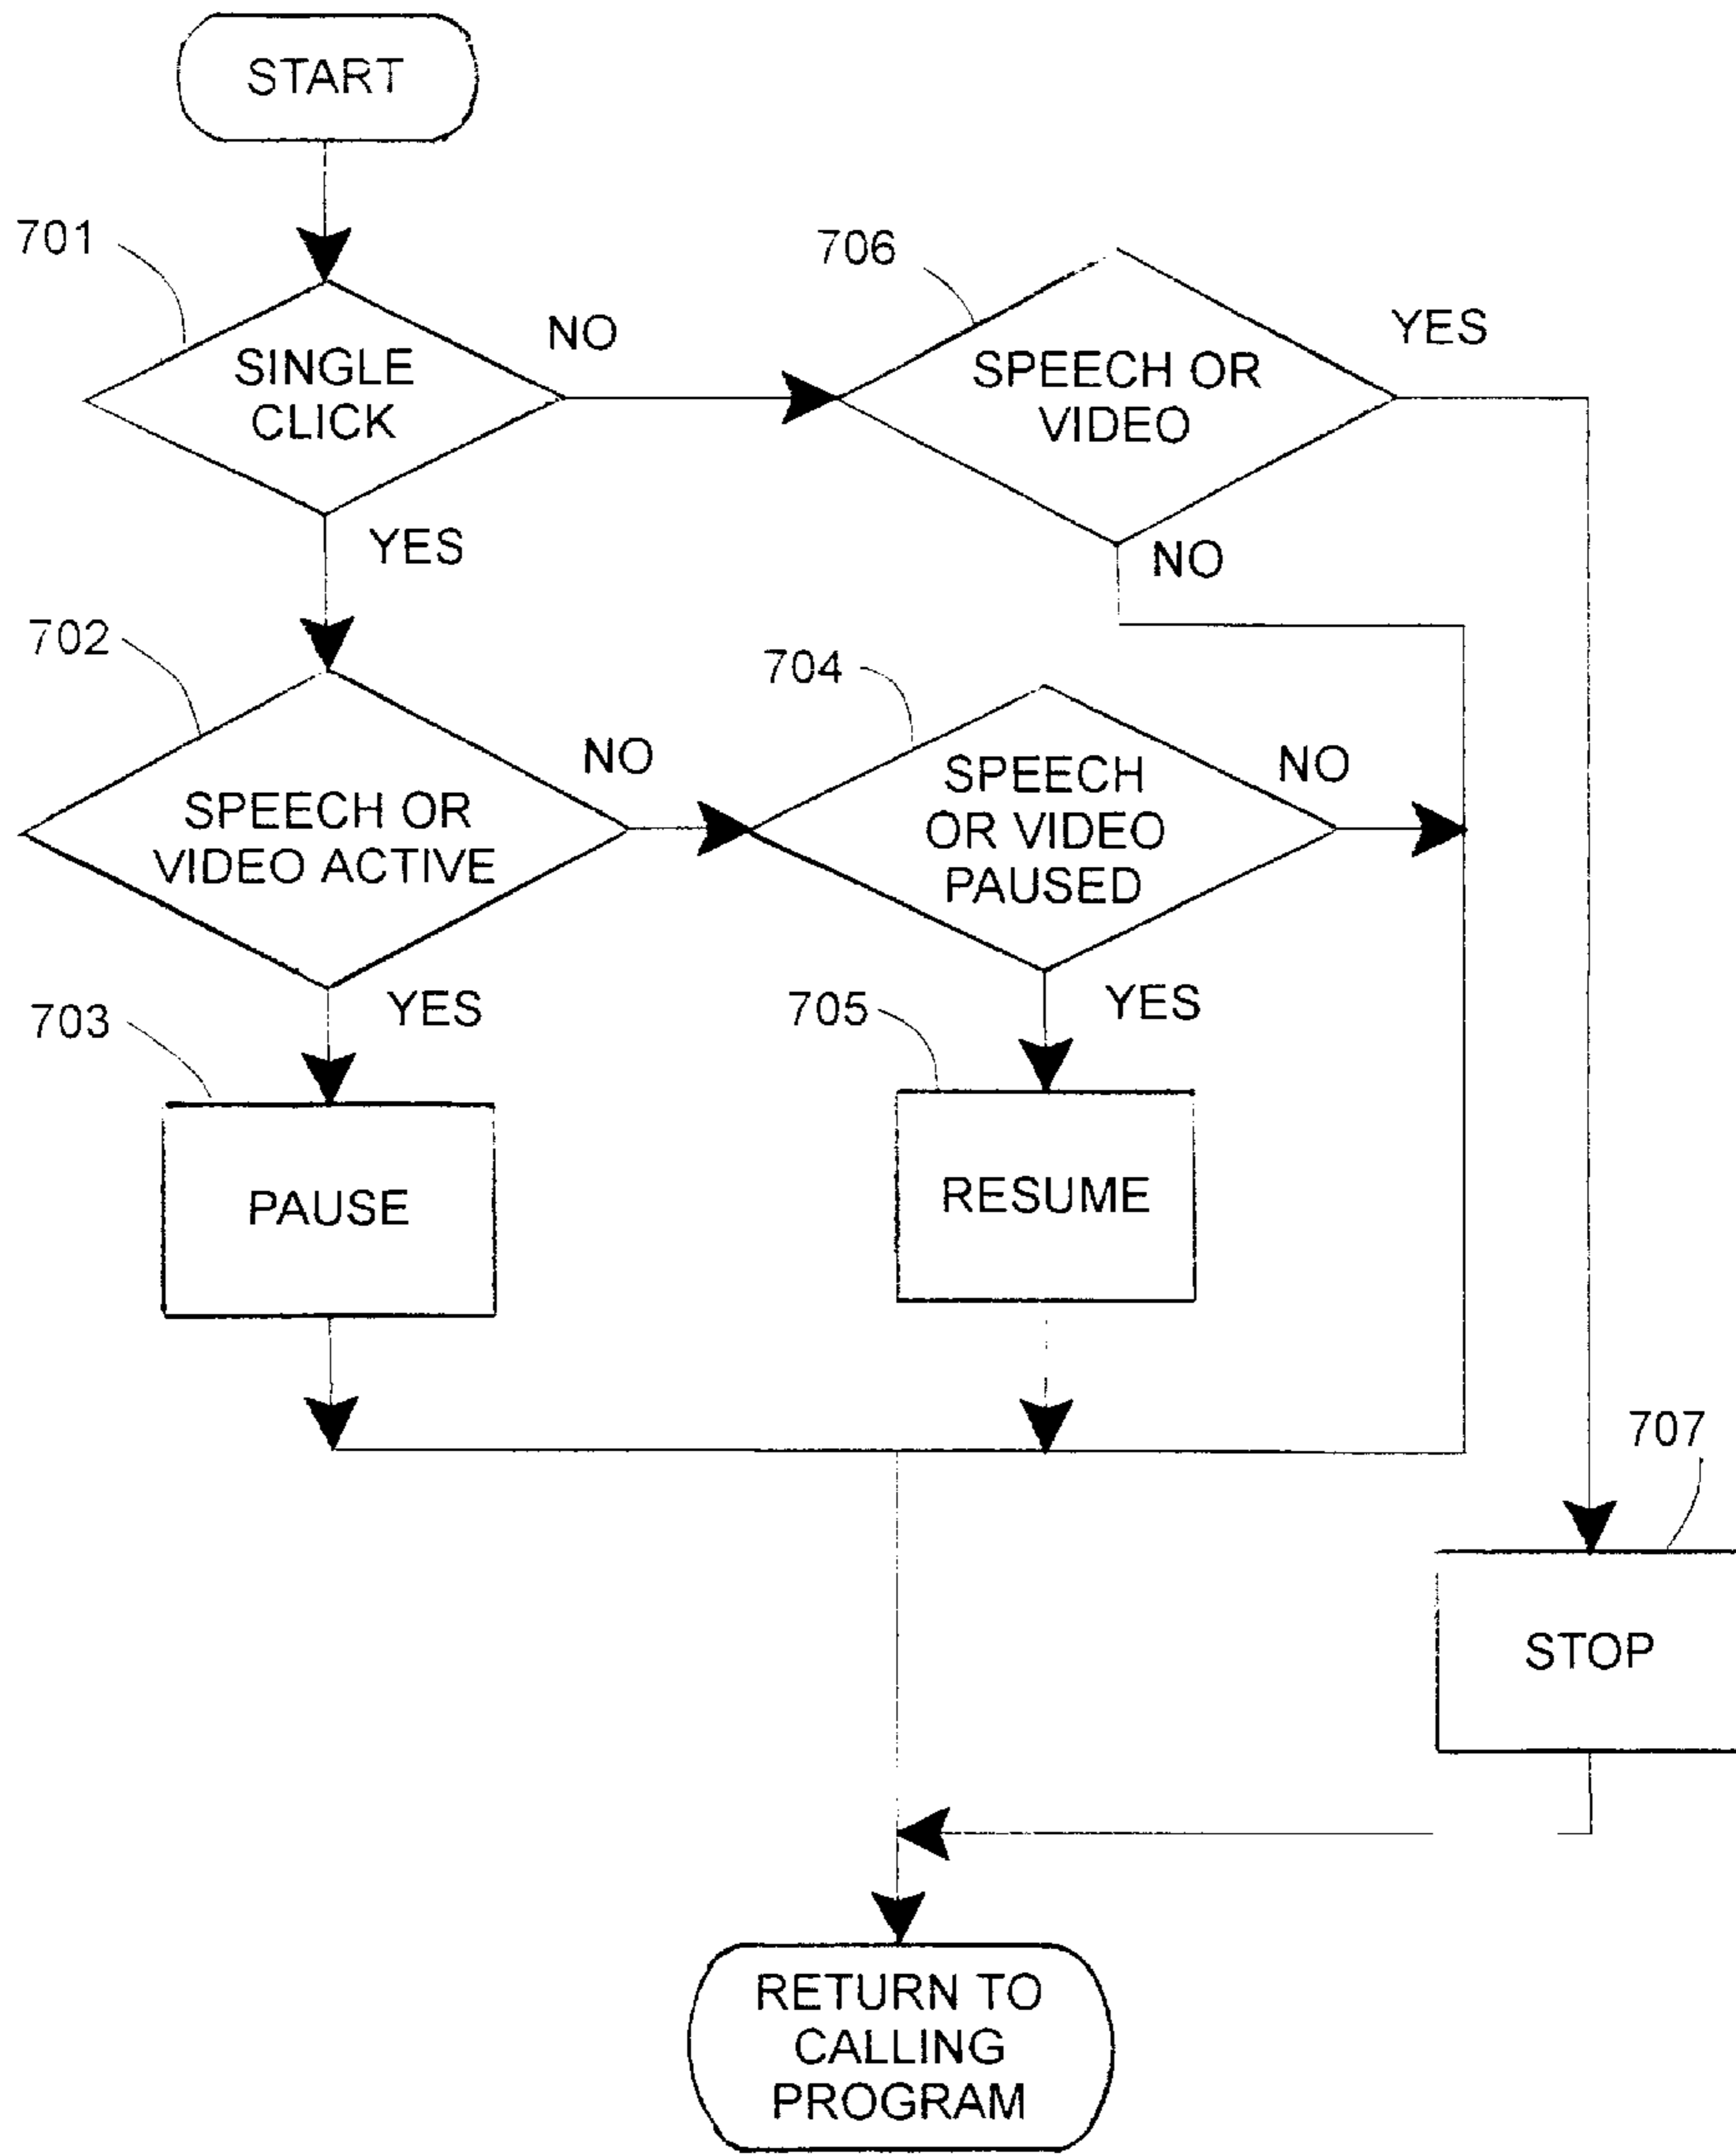 START
701
SINGLE
CLICK
NO
706
SPEECH OR
VIDEO
YES
YES
NO
702
SPEECH OR
VIDEO ACTIVE
NO
704
SPEECH
OR VIDEO
PAUSED
NO
YES
703
PAUSE
YES
705
RESUME
707
STOP
RETURN TO
CALLING
PROGRAM